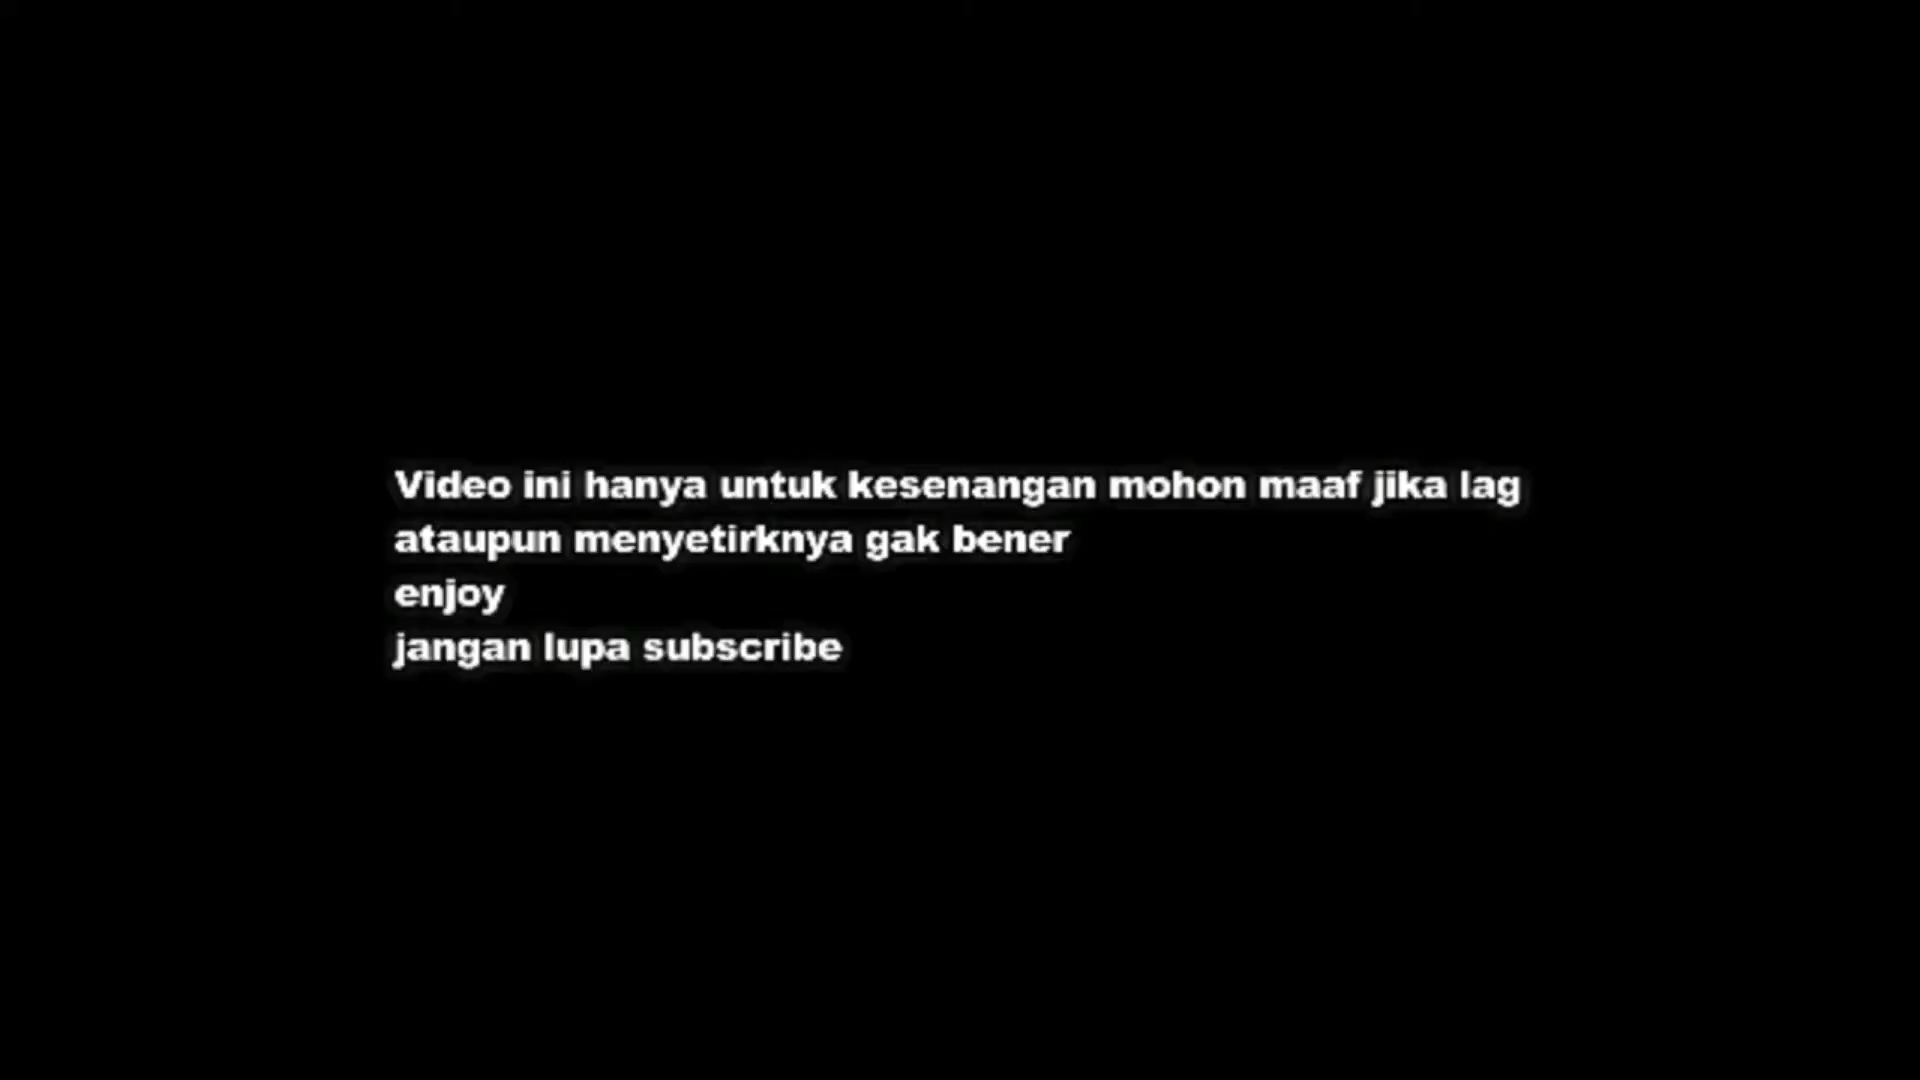 Video ini hanya untuk kesenangan mohon maaf jika lag
ataupun menyetirknya gak bener
enjoy
jangan lupa subscribe